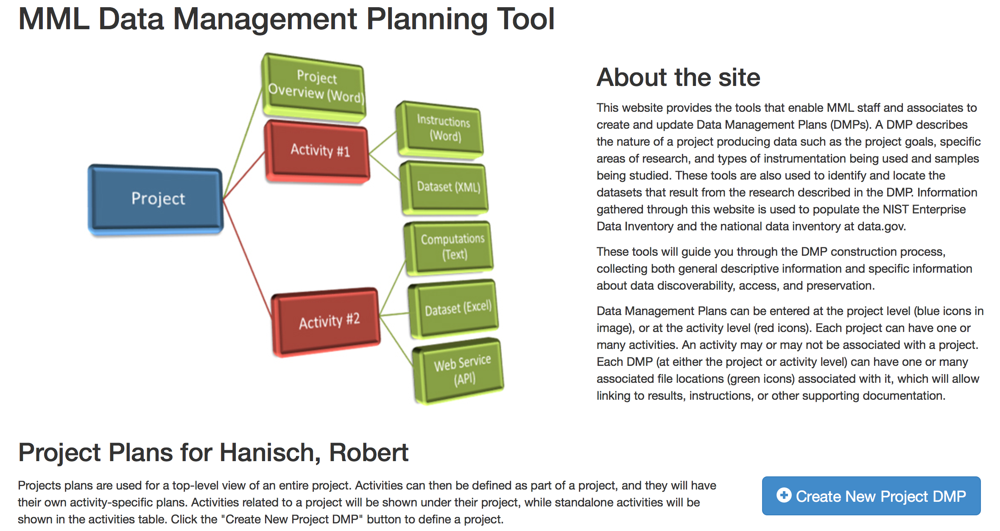 MML Data Management Planning Tool
Project
Overview (Word)
Activity #1
Instructions
(Word)
Dataset (XML)
Project
Computations
(Text)
Dataset (Excel)
Activity #2
Web Service
(API)
About the site
This website provides the tools that enable MML staff and associates to
create and update Data Management Plans (DMPs). A DMP describes
the nature of a project producing data such as the project goals, specific
areas of research, and types of instrumentation being used and samples
being studied. These tools are also used to identify and locate the
datasets that result from the research described in the DMP. Information
gathered through this website is used to populate the NIST Enterprise
Data Inventory and the national data inventory at data.gov.
These tools will guide you through the DMP construction process,
collecting both general descriptive information and specific information
about data discoverability, access, and preservation.
Data Management Plans can be entered at the project level (blue icons in
image), or at the activity level (red icons). Each project can have one or
many activities. An activity may or may not be associated with a project.
Each DMP (at either the project or activity level) can have one or many
associated file locations (green icons) associated with it, which will allow
linking to results, instructions, or other supporting documentation.
Project Plans for Hanisch, Robert
Projects plans are used for a top-level view of an entire project. Activities can then be defined as part of a project, and they will have
their own activity-specific plans. Activities related to a project will be shown under their project, while standalone activities will be
shown in the activities table. Click the "Create New Project DMP" button to define a project.
Create New Project DMP